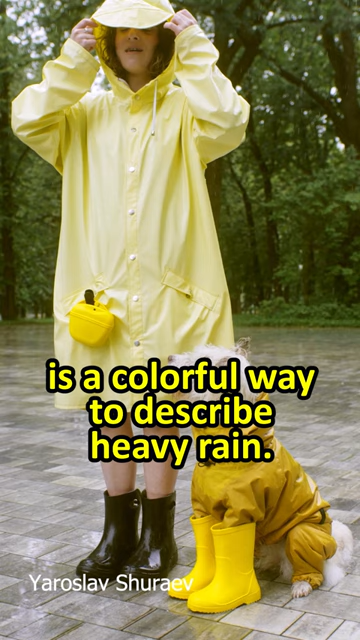 is a colorful way
to describe
heavy rain.
Yaroslav Shuraev